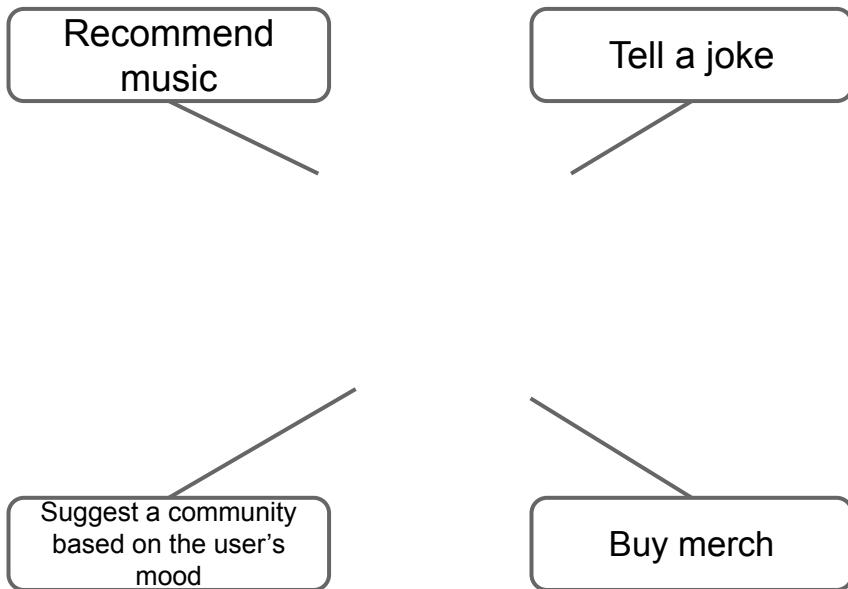 Recommend
music
Tell a joke
Suggest a community
based on the user’s
mood
Buy merch